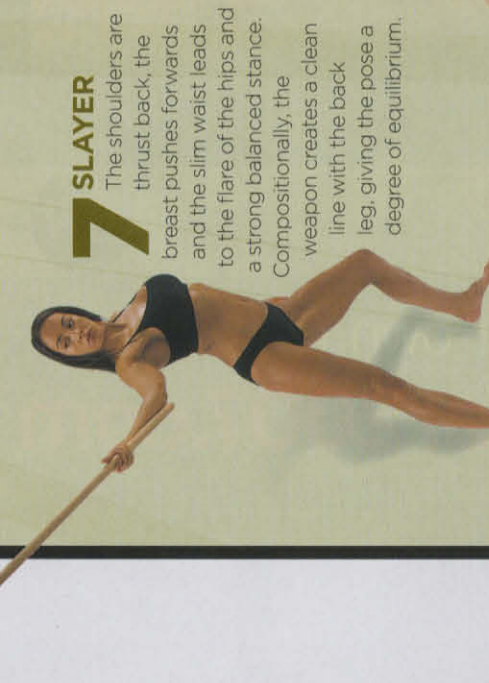 7 SLAYER
The shoulders are
thrust back, the
breast pushes forwards
and the slim waist leads
to the flare of the hips and
a strong balanced stance.
Compositionally, the
weapon creates a clean
line with the back
leg, giving the pose a
degree of equilibrium.